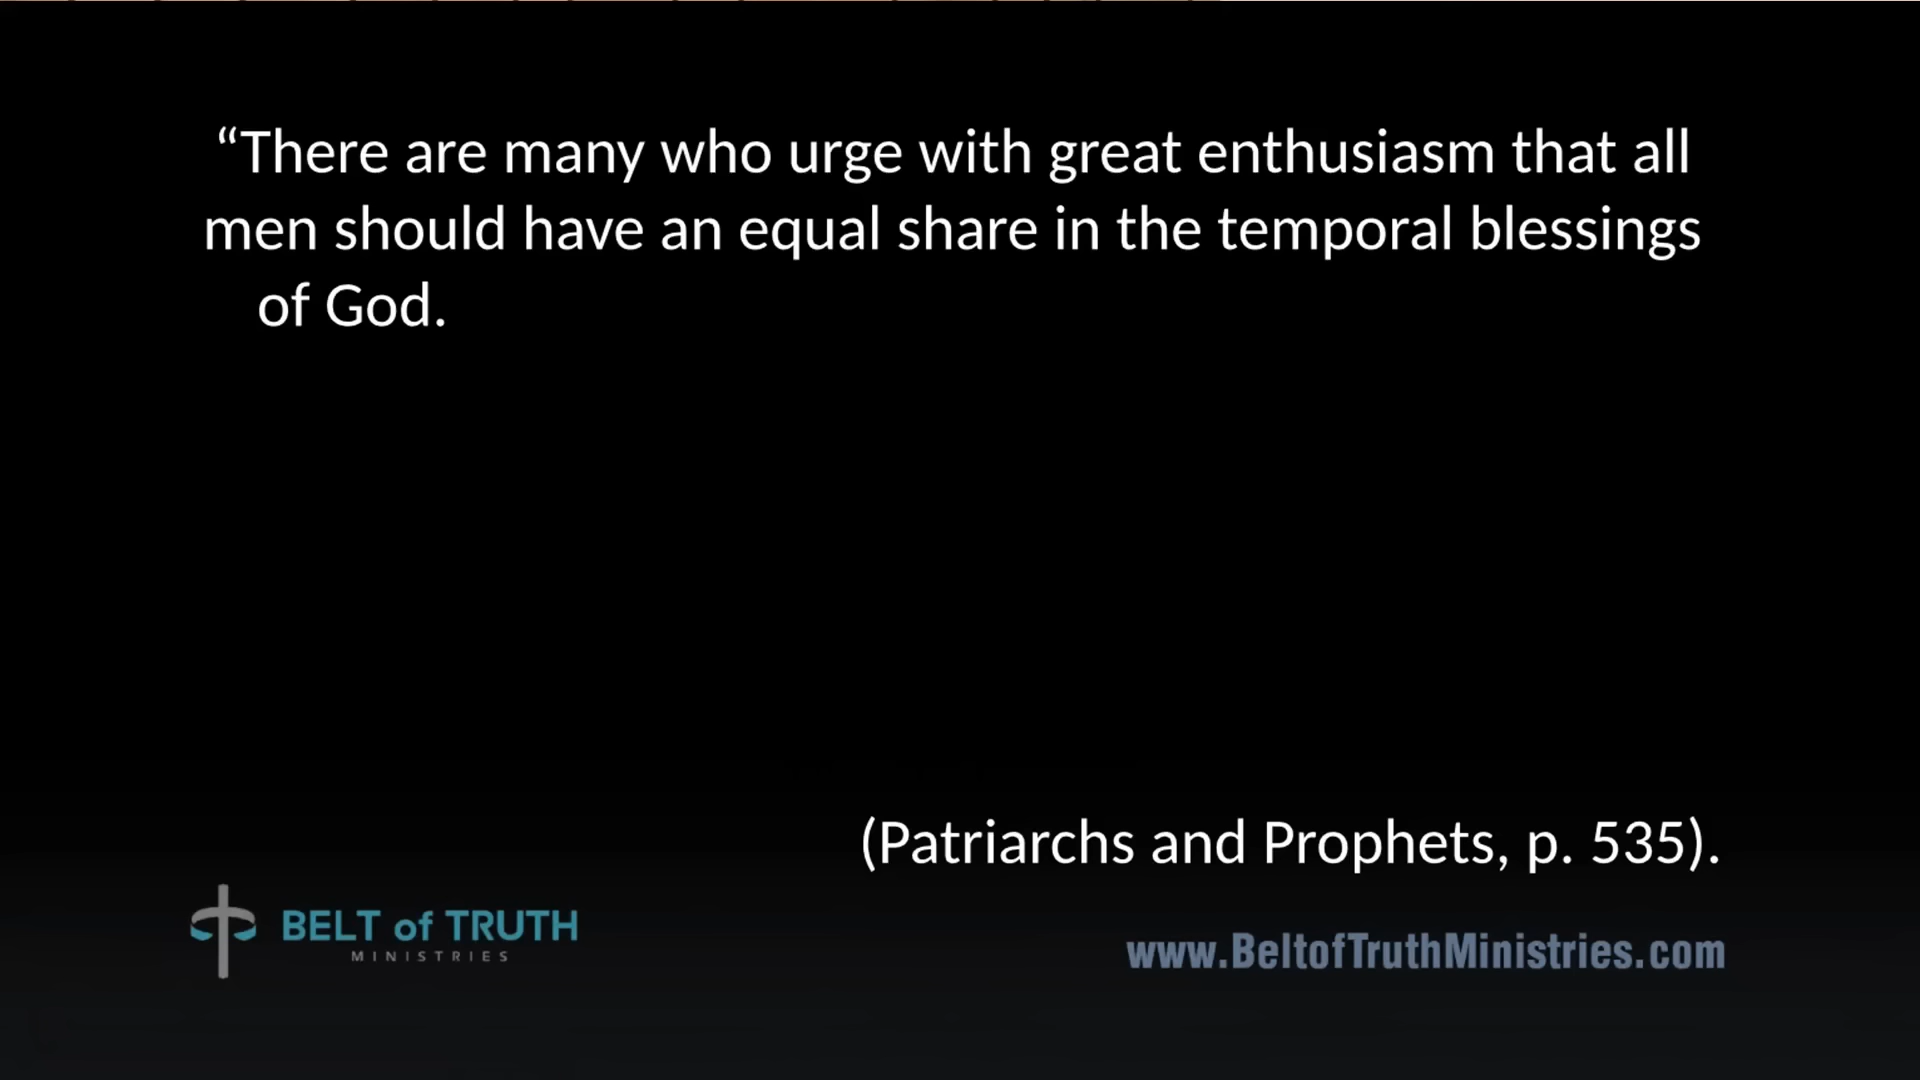 “There are many who urge with great enthusiasm that all
men should have an equal share in the temporal blessings
of God.
(Patriarchs and Prophets, p. 535).
BELT of TRUTH
MINISTRIES
www.BeltofTruthMinistries.com